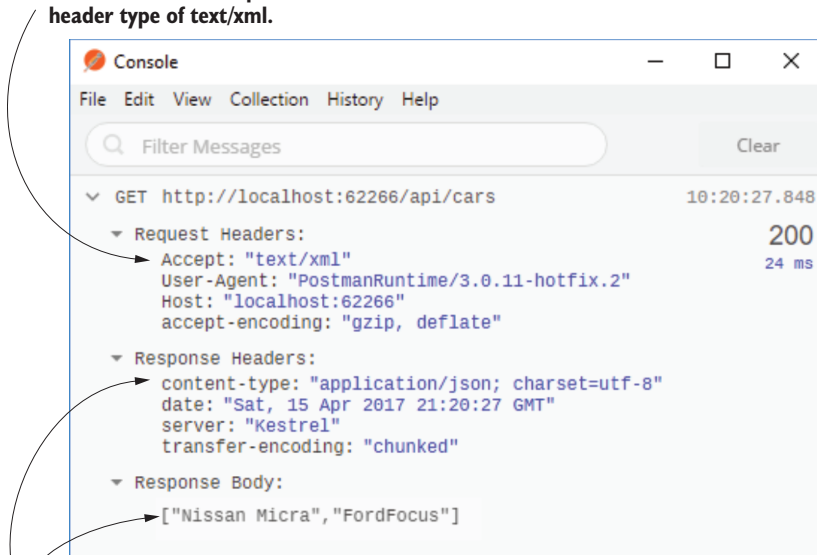 header type of text/xml.
Console
File Edit View Collection History Help
Filter Messages Clear
GET http://localhost:62266/api/cars 10:20:27.848
Request Headers: 200
Accept: "text/xml" 24 ms
User-Agent: "PostmanRuntime/3.0.11-hotfix.2"
Host: "localhost:62266"
accept-encoding: "gzip, deflate"
Response Headers:
content-type: "application/json; charset=utf-8"
date: "Sat, 15 Apr 2017 21:20:27 GMT"
server: "Kestrel"
transfer-encoding: "chunked"
Response Body:
["Nissan Micra","FordFocus"]